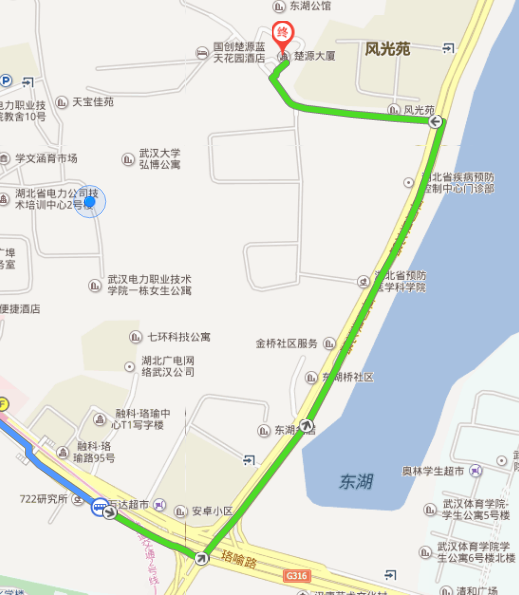 东湖公馆
终
国创楚源蓝
天花园酒店
楚源大厦
风光苑
P
电力职业技
院教舍10号
天宝佳苑
风光苑
学文涵育市场
武汉大学
弘博公寓
湖北省电力公司技
术培训中心2号楼
湖北省疾病预防
控制中心门诊部
武汉电力职业技术
学院一栋女生公寓
湖北省预防
医学科学院
便捷酒店
七环科技公寓
金桥社区服务
湖北广电网
络武汉公司
东湖桥社区
融科·珞瑜中
心T1写字楼
融科·珞
瑜路95号
东湖
奥林学生超市
722研究所
万达超市
安卓小区
武汉体育学院-
学生公寓5号楼
珞喻路
武汉体育学院学
生公寓6号楼北楼
G316
清和广场